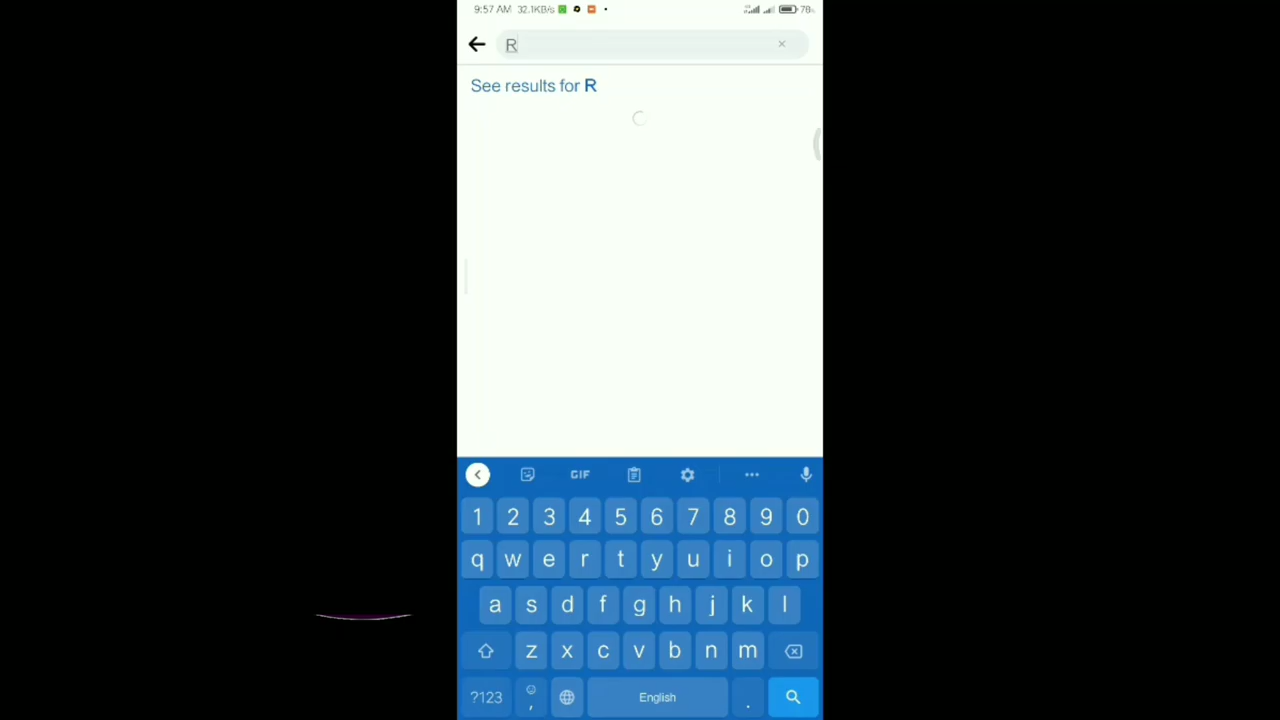 9:57 AM 32.1KB/s 78
R
See results for R
GIF
1 2 3 4 5 6 7 8 9 0
q w e r t y u i o p
a s d f g h j k l
z x c v b n m
?123 , English .